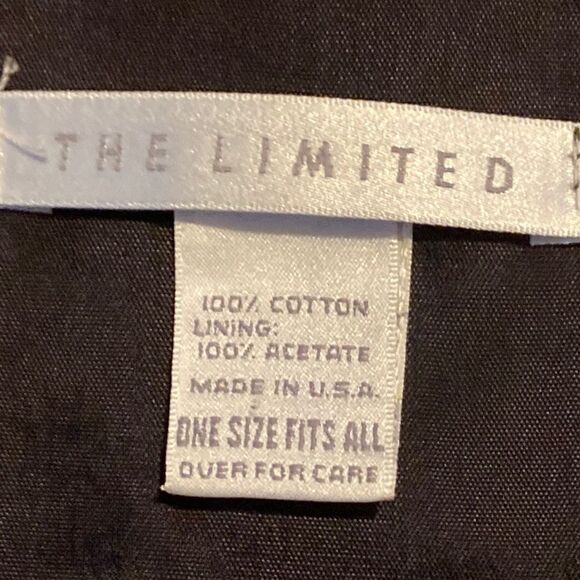 THE LIMITED
100% COTTON
LINING:
100% ACETATE
MADE IN U.S.A.
ONE SIZE FITS ALL
OVER FOR CARE